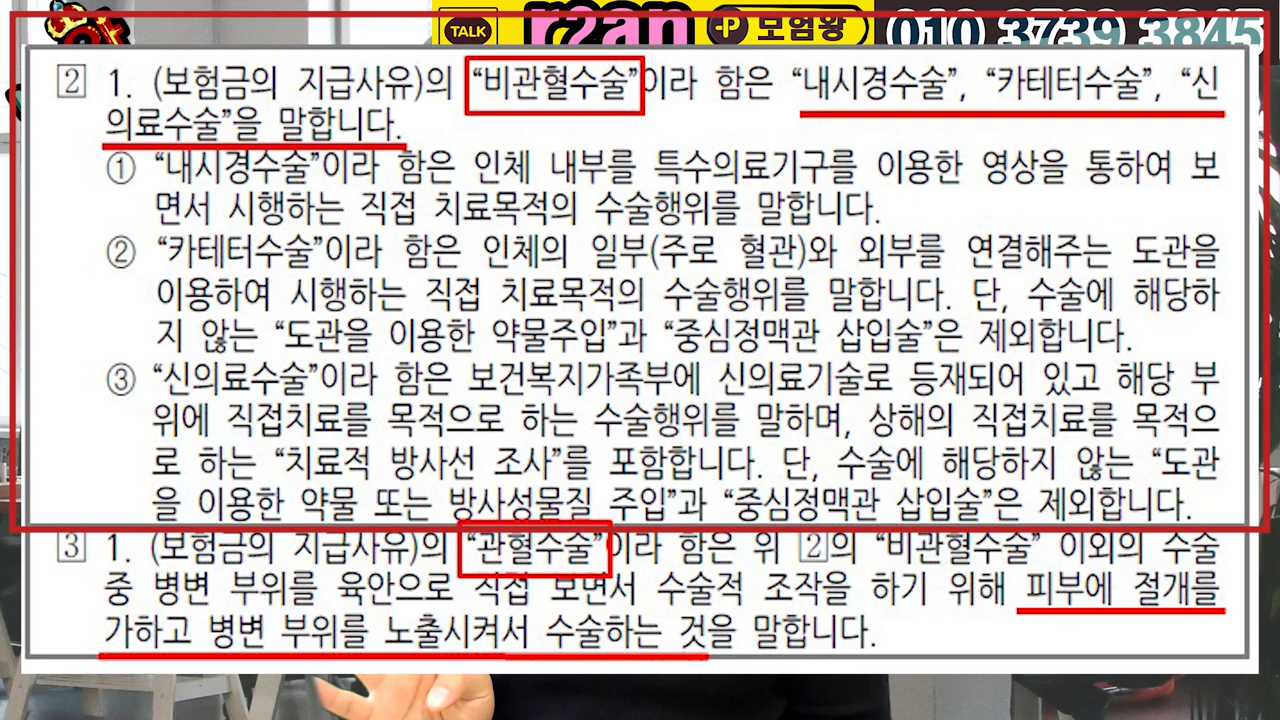 TALK r2an P 보험왕 010 3739 3845
② 1. (보험금의 지급사유)의 “비관혈수술”이라 함은 “내시경수술”, “카테터수술”, “신
의료수술”을 말합니다.
① “내시경수술”이라 함은 인체 내부를 특수의료기구를 이용한 영상을 통하여 보
면서 시행하는 직접 치료목적의 수술행위를 말합니다.
② “카테터수술”이라 함은 인체의 일부(주로 혈관)와 외부를 연결해주는 도관을
이용하여 시행하는 직접 치료목적의 수술행위를 말합니다. 단, 수술에 해당하
지 않는 “도관을 이용한 약물주입”과 “중심정맥관 삽입술”은 제외합니다.
③ “신의료수술”이라 함은 보건복지가족부에 신의료기술로 등재되어 있고 해당 부
위에 직접치료를 목적으로 하는 수술행위를 말하며, 상해의 직접치료를 목적으
로 하는 “치료적 방사선 조사”를 포함합니다. 단, 수술에 해당하지 않는 “도관
을 이용한 약물 또는 방사성물질 주입”과 “중심정맥관 삽입술”은 제외합니다.
③ 1. (보험금의 지급사유)의 “관혈수술”이라 함은 위 ②의 “비관혈수술” 이외의 수술
중 병변 부위를 육안으로 직접 보면서 수술적 조작을 하기 위해 피부에 절개를
가하고 병변 부위를 노출시켜서 수술하는 것을 말합니다.